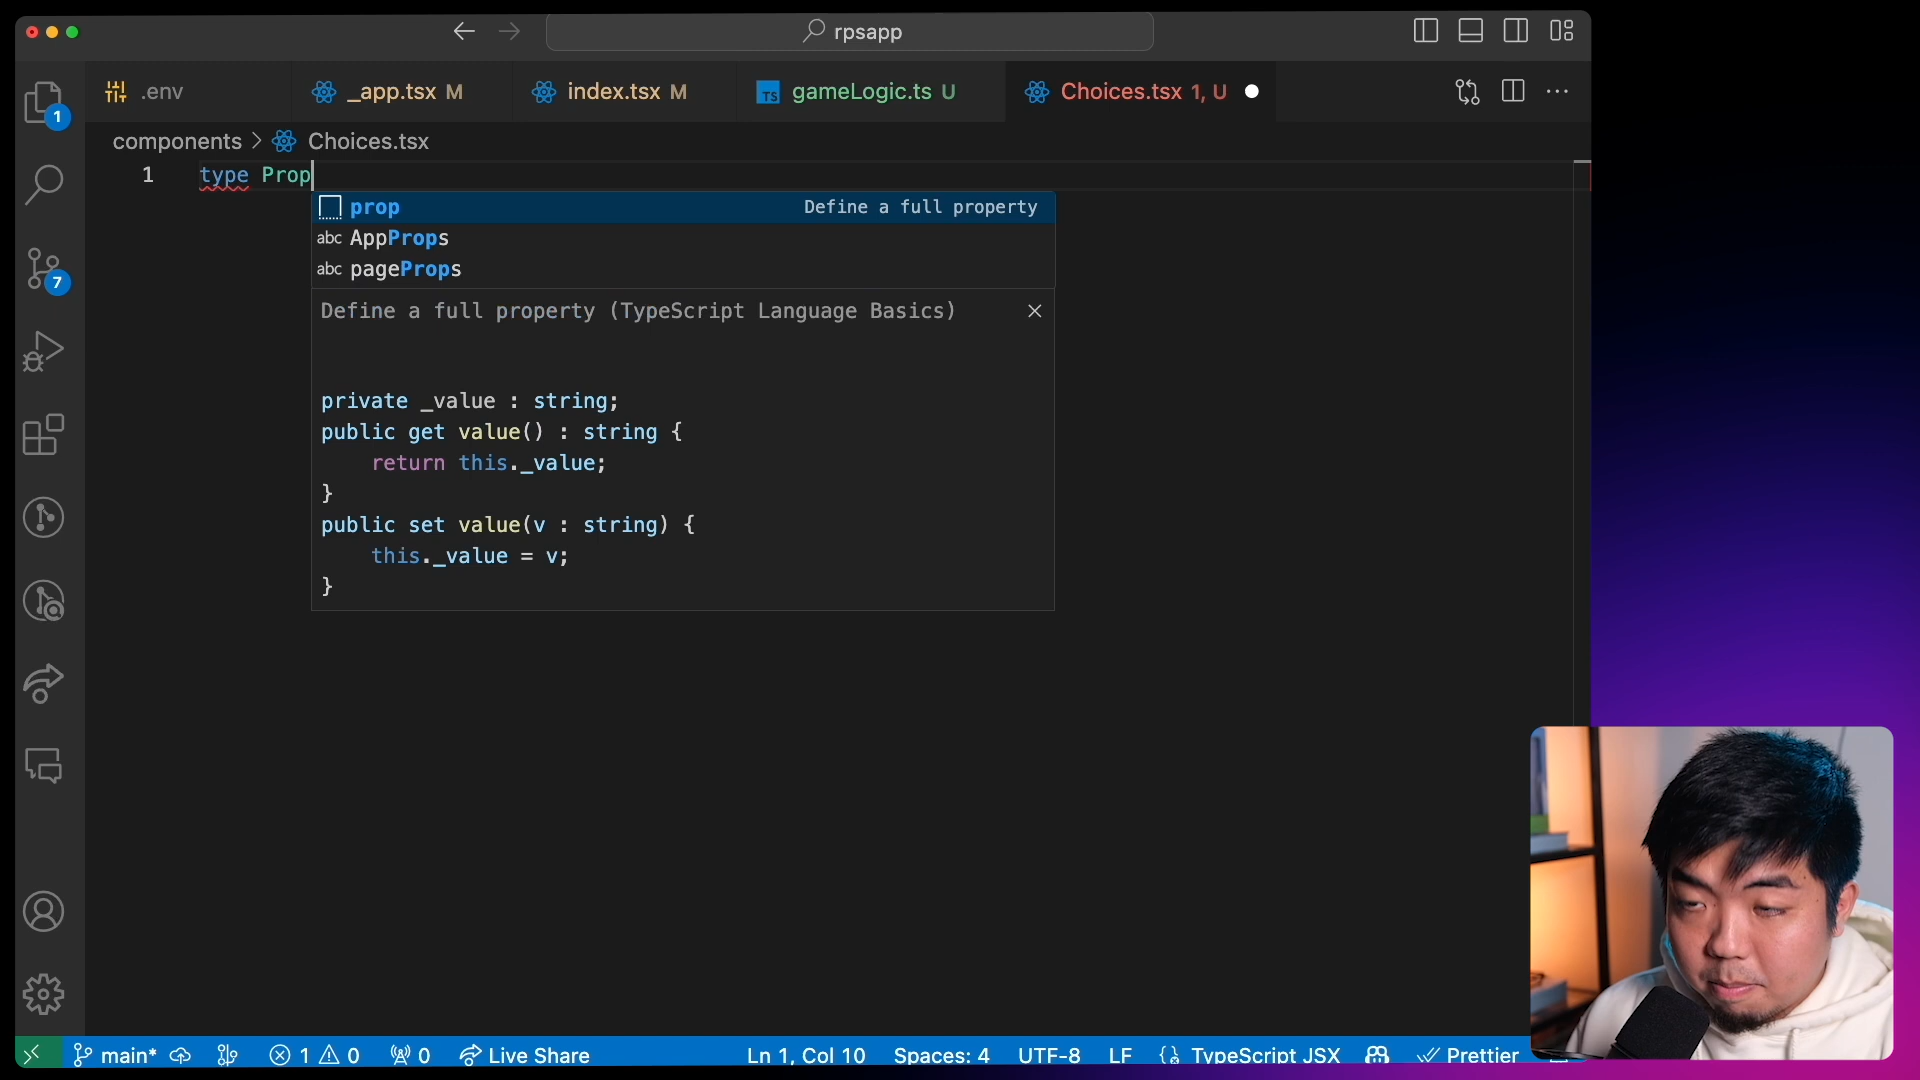 rpsapp
.env
_app.tsx M
index.tsx M
TS gameLogic.ts U
Choices.tsx 1, U
components > Choices.tsx
1 type Prop
prop Define a full property
abc AppProps
abc pageProps
Define a full property (TypeScript Language Basics)
private _value : string;
public get value() : string {
return this._value;
}
public set value(v : string) {
this._value = v;
}
1
7
main* 1 0 0 Live Share Ln 1, Col 10 Spaces: 4 UTF-8 LF TypeScript JSX Prettier